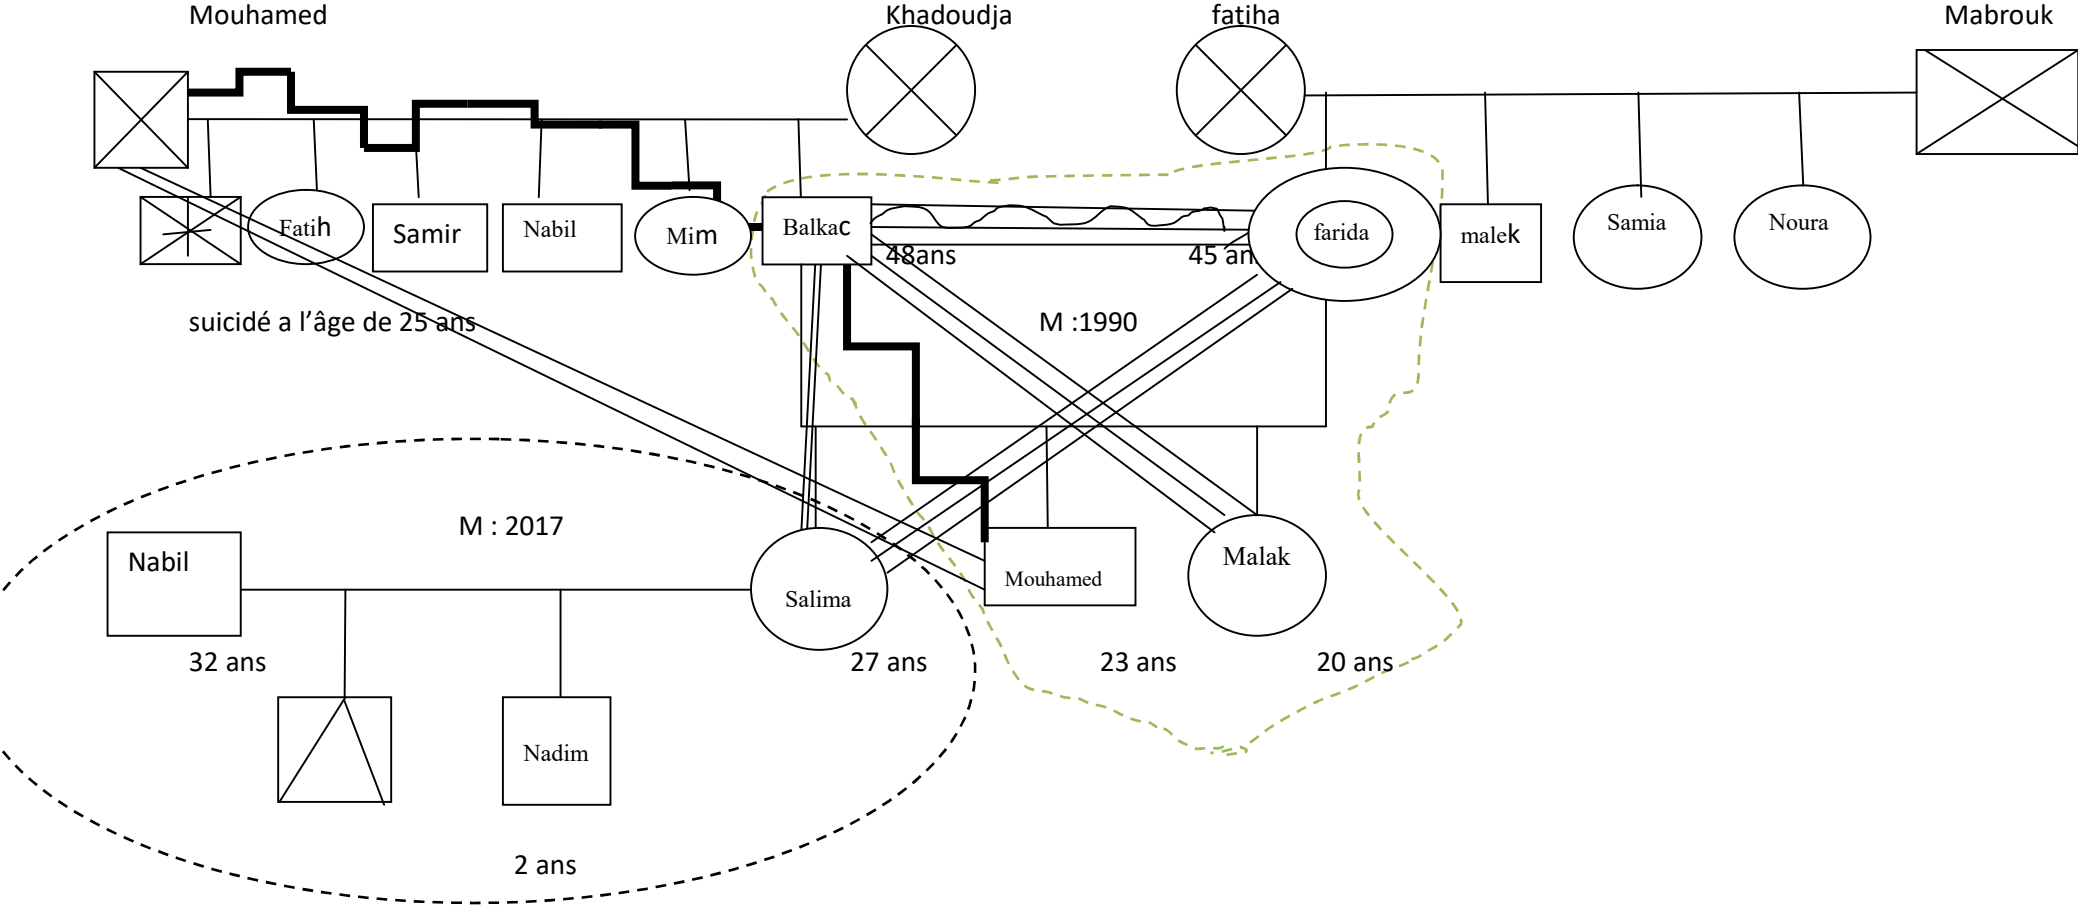 Mouhamed
Khadoudja
fatiha
Mabrouk
Fatih
Samir
Nabil
Mim
Balkac
farida
malek
Samia
Noura
48ans
45 an
suicidé a l’âge de 25 ans
M :1990
M : 2017
Nabil
Salima
Mouhamed
Malak
32 ans
27 ans
23 ans
20 ans
Nadim
2 ans